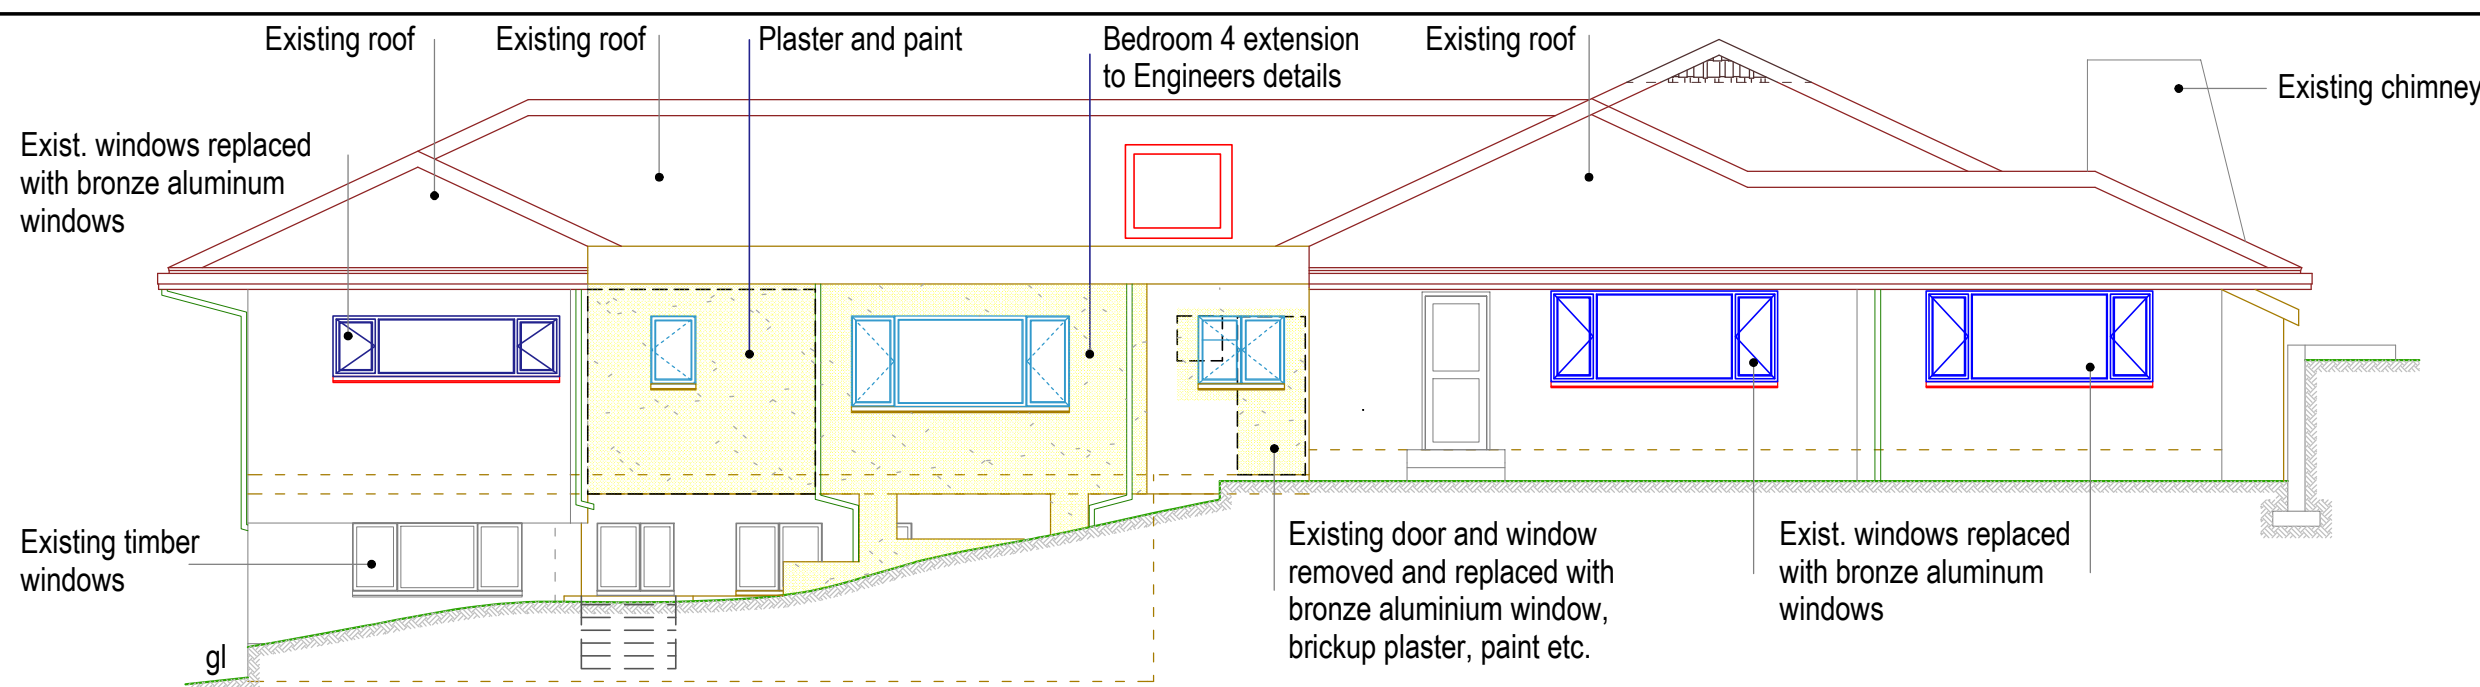 Existing roof
Existing roof
Plaster and paint
Bedroom 4 extension
to Engineers details
Existing roof
Existing chimney
Exist. windows replaced
with bronze aluminum
windows
Existing timber
windows
gl
Existing door and window
removed and replaced with
bronze aluminium window,
brickup plaster, paint etc.
Exist. windows replaced
with bronze aluminum
windows